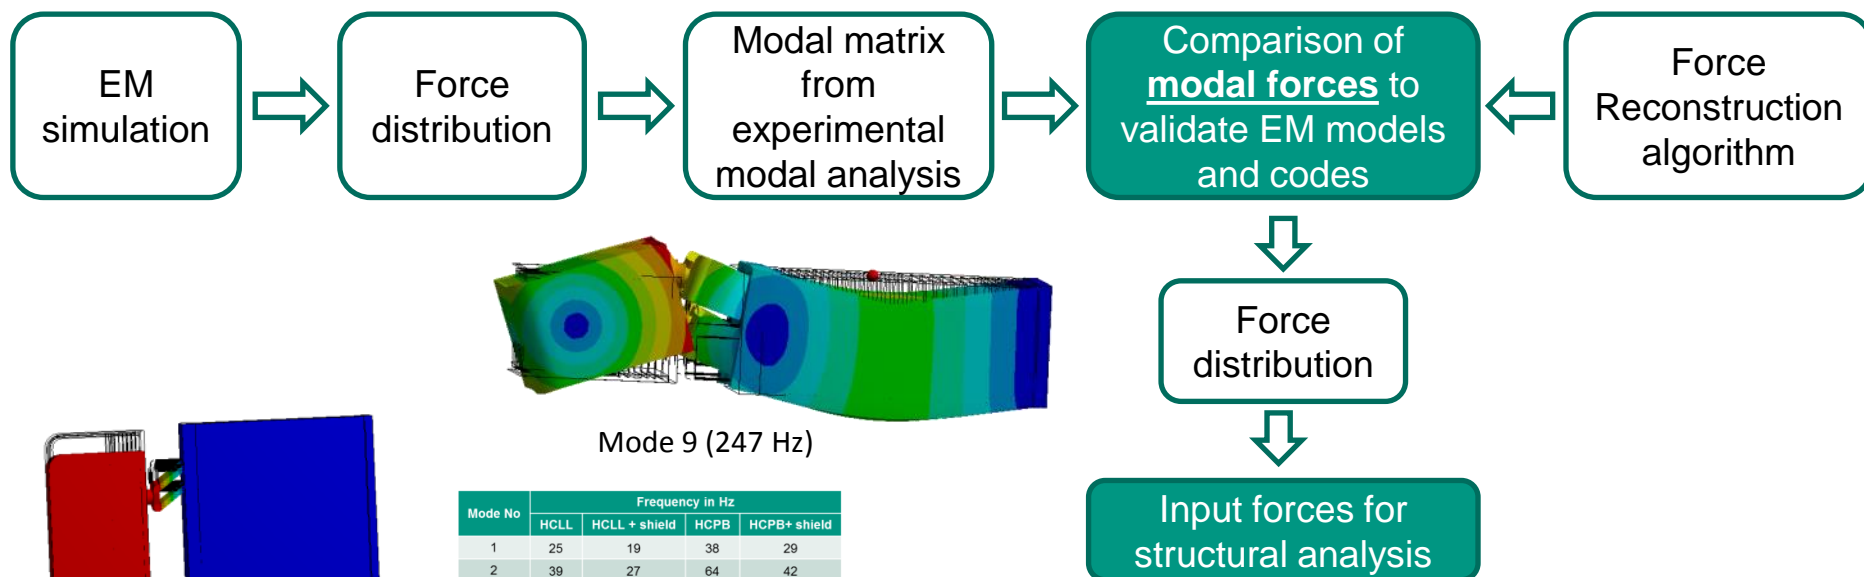 EM
simulation
Force
distribution
Modal matrix
from
experimental
modal analysis
Comparison of
modal forces to
validate EM models
and codes
Force
Reconstruction
algorithm
Mode 9 (247 Hz)
Force
distribution
Input forces for
structural analysis
Mode No Frequency in Hz
HCLL HCLL + shield HCPB HCPB+ shield
1 25 19 38 29
2 39 27 64 42